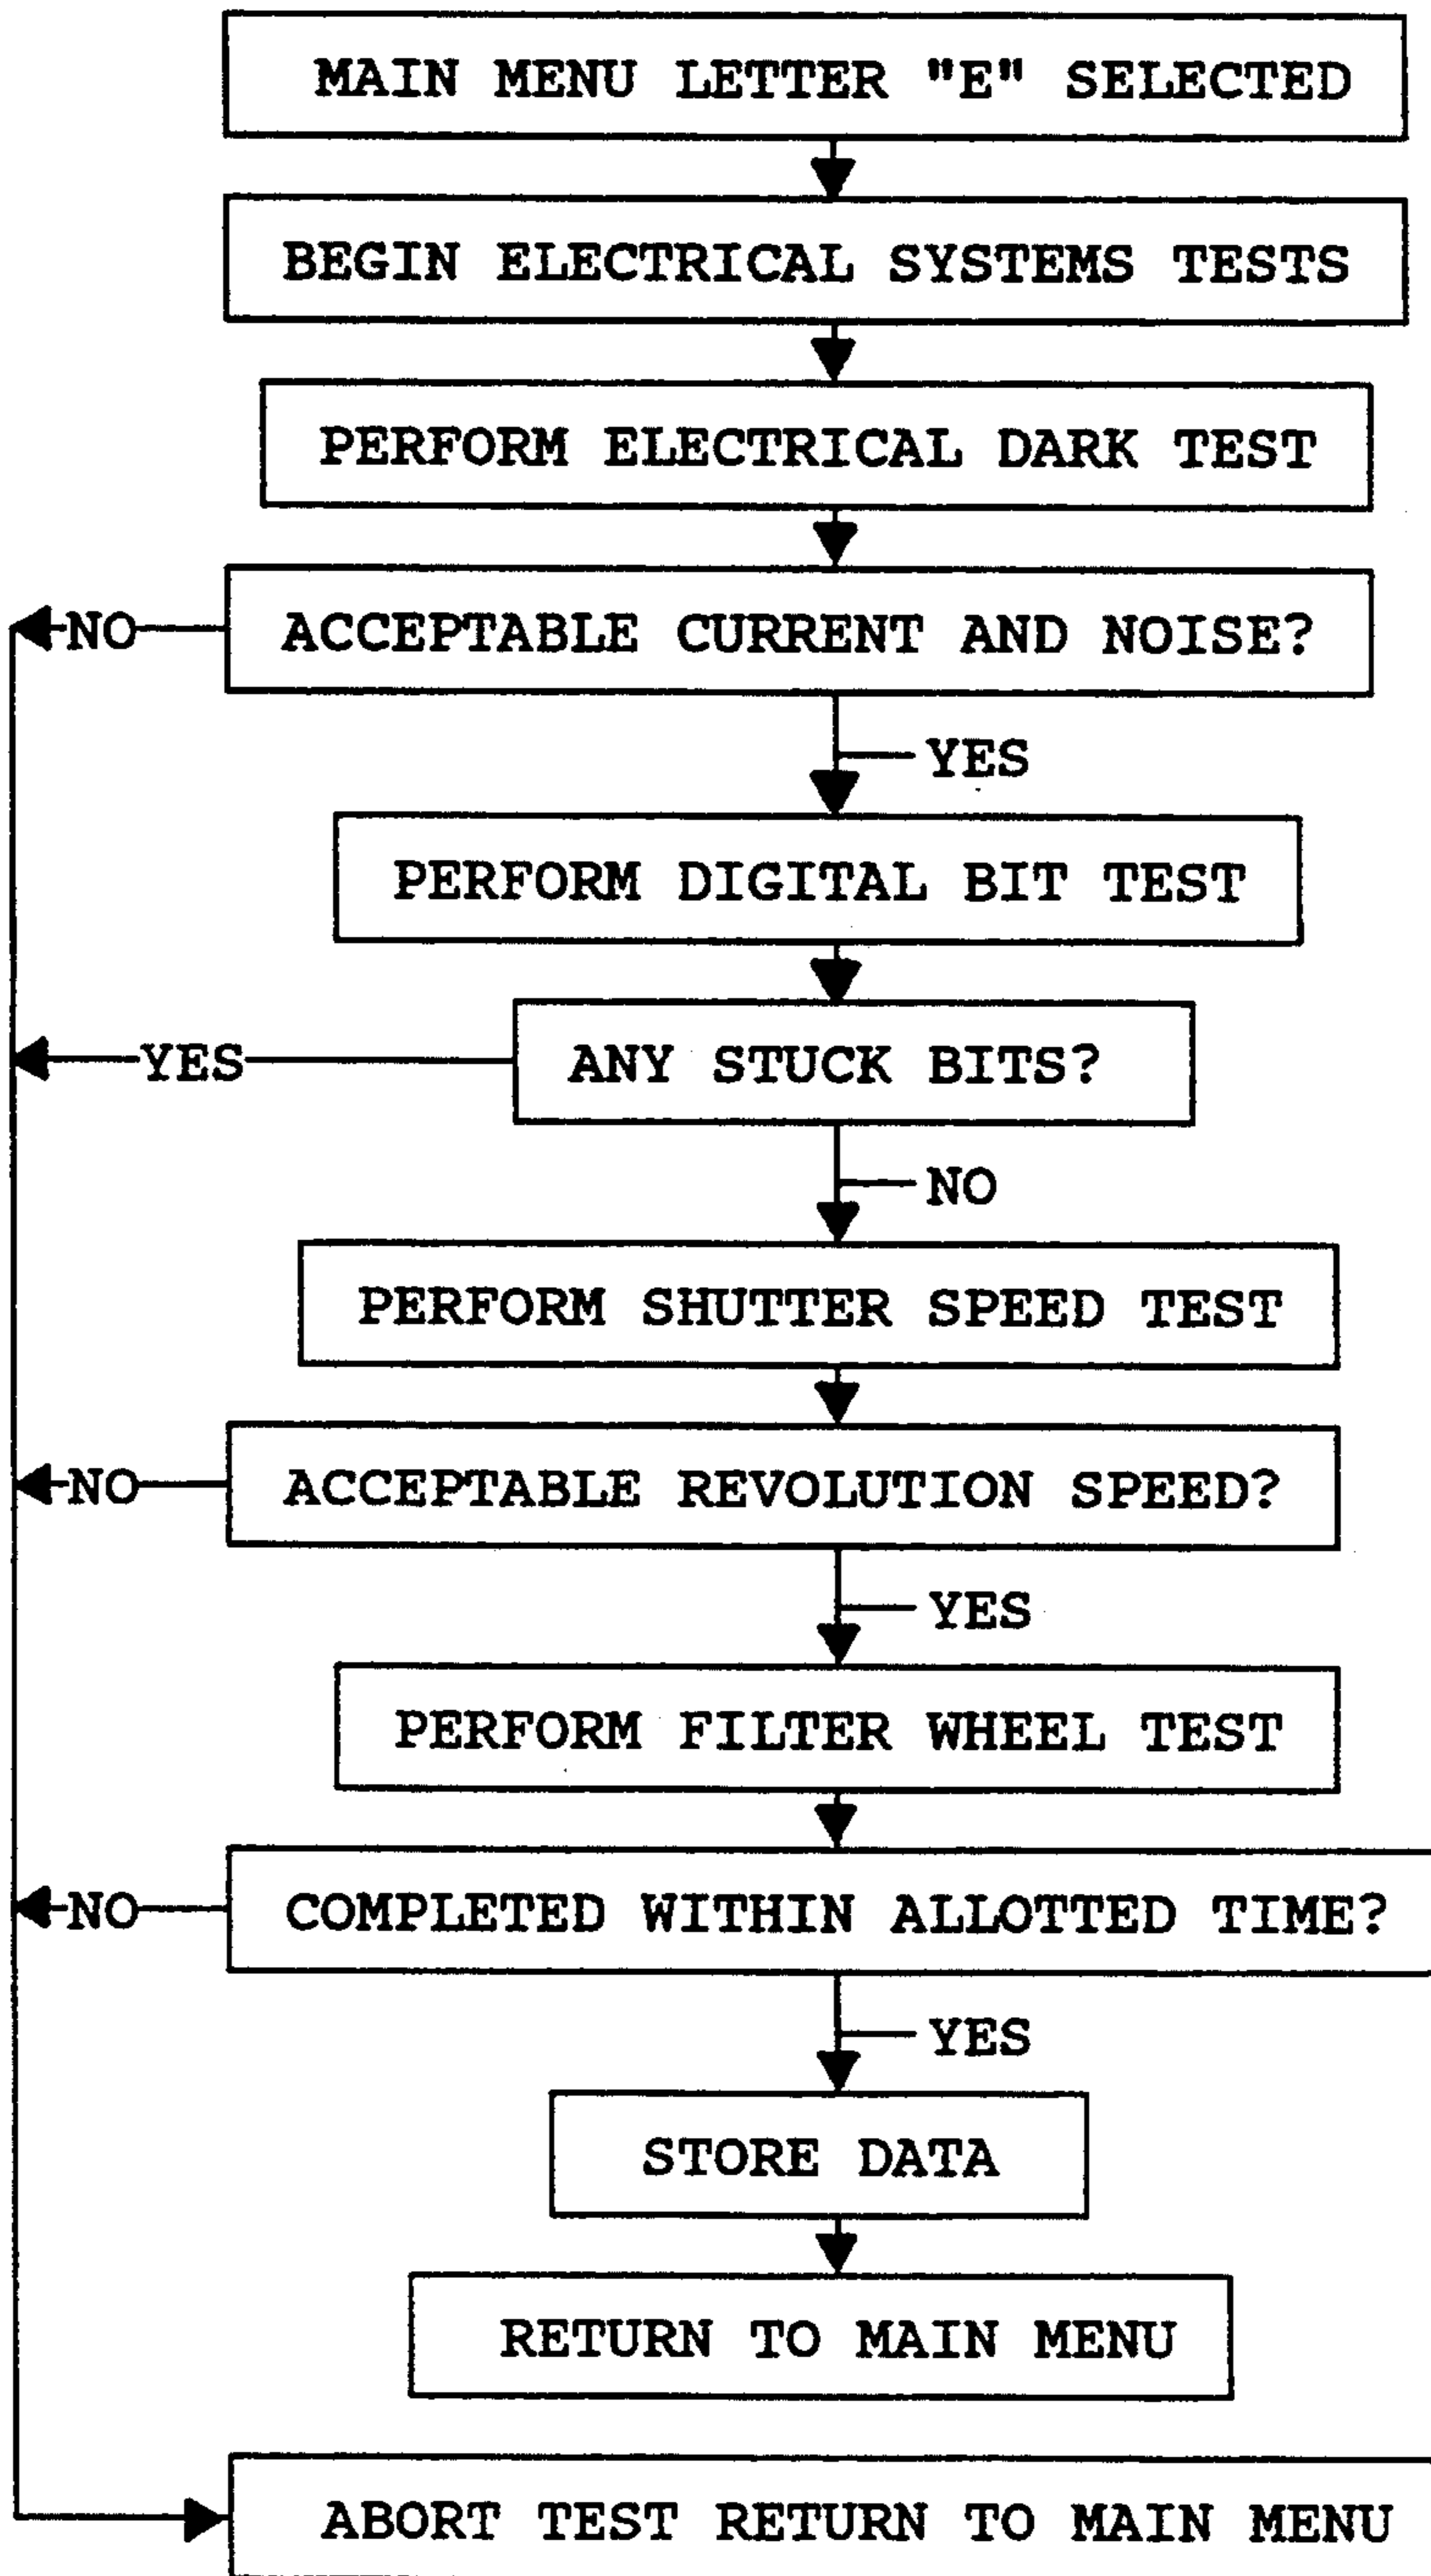 MAIN MENU LETTER "E" SELECTED
BEGIN ELECTRICAL SYSTEMS TESTS
PERFORM ELECTRICAL DARK TEST
NO
ACCEPTABLE CURRENT AND NOISE?
YES
PERFORM DIGITAL BIT TEST
YES
ANY STUCK BITS?
NO
PERFORM SHUTTER SPEED TEST
NO
ACCEPTABLE REVOLUTION SPEED?
YES
PERFORM FILTER WHEEL TEST
NO
COMPLETED WITHIN ALLOTTED TIME?
YES
STORE DATA
RETURN TO MAIN MENU
ABORT TEST RETURN TO MAIN MENU